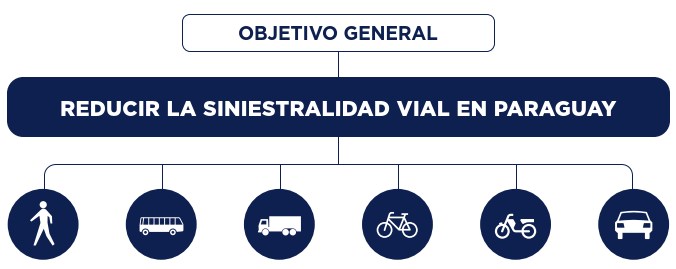 OBJETIVO GENERAL
REDUCIR LA SINIESTRALIDAD VIAL EN PARAGUAY